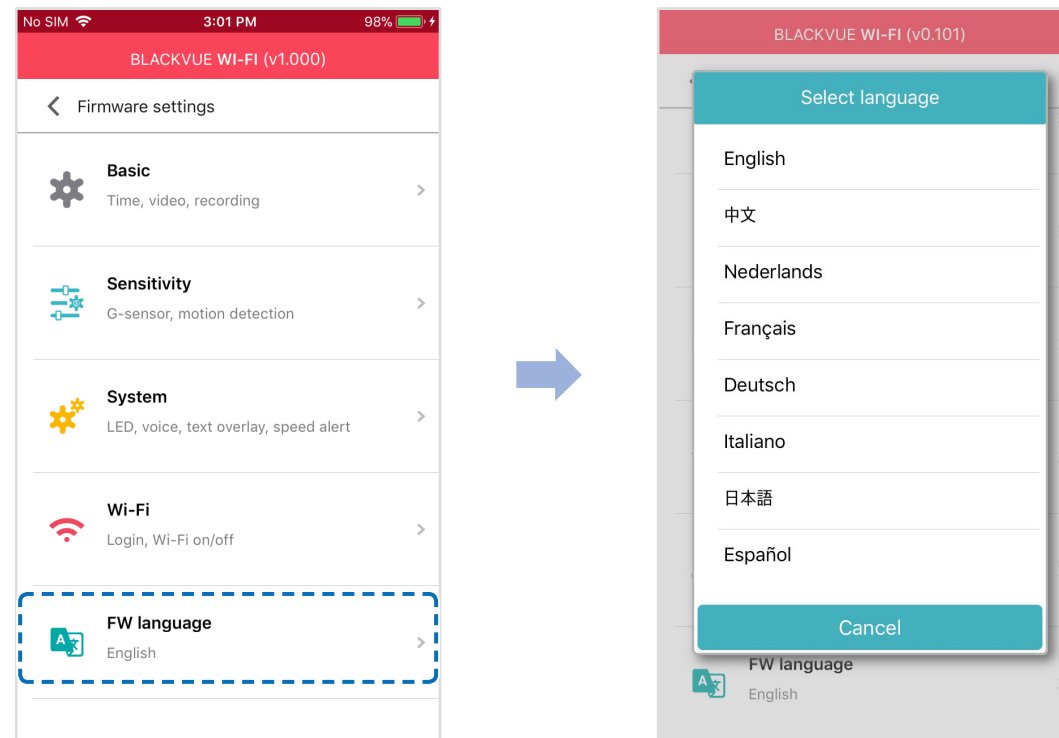 No SIM 3:01 PM 98%
BLACKVUE WI-FI (v1.000)
Firmware settings
Basic
Time, video, recording
Sensitivity
G-sensor, motion detection
System
LED, voice, text overlay, speed alert
Wi-Fi
Login, Wi-Fi on/off
FW language
English
BLACKVUE WI-FI (v0.101)
Select language
English
中文
Nederlands
Français
Deutsch
Italiano
日本語
Español
Cancel
FW language
English